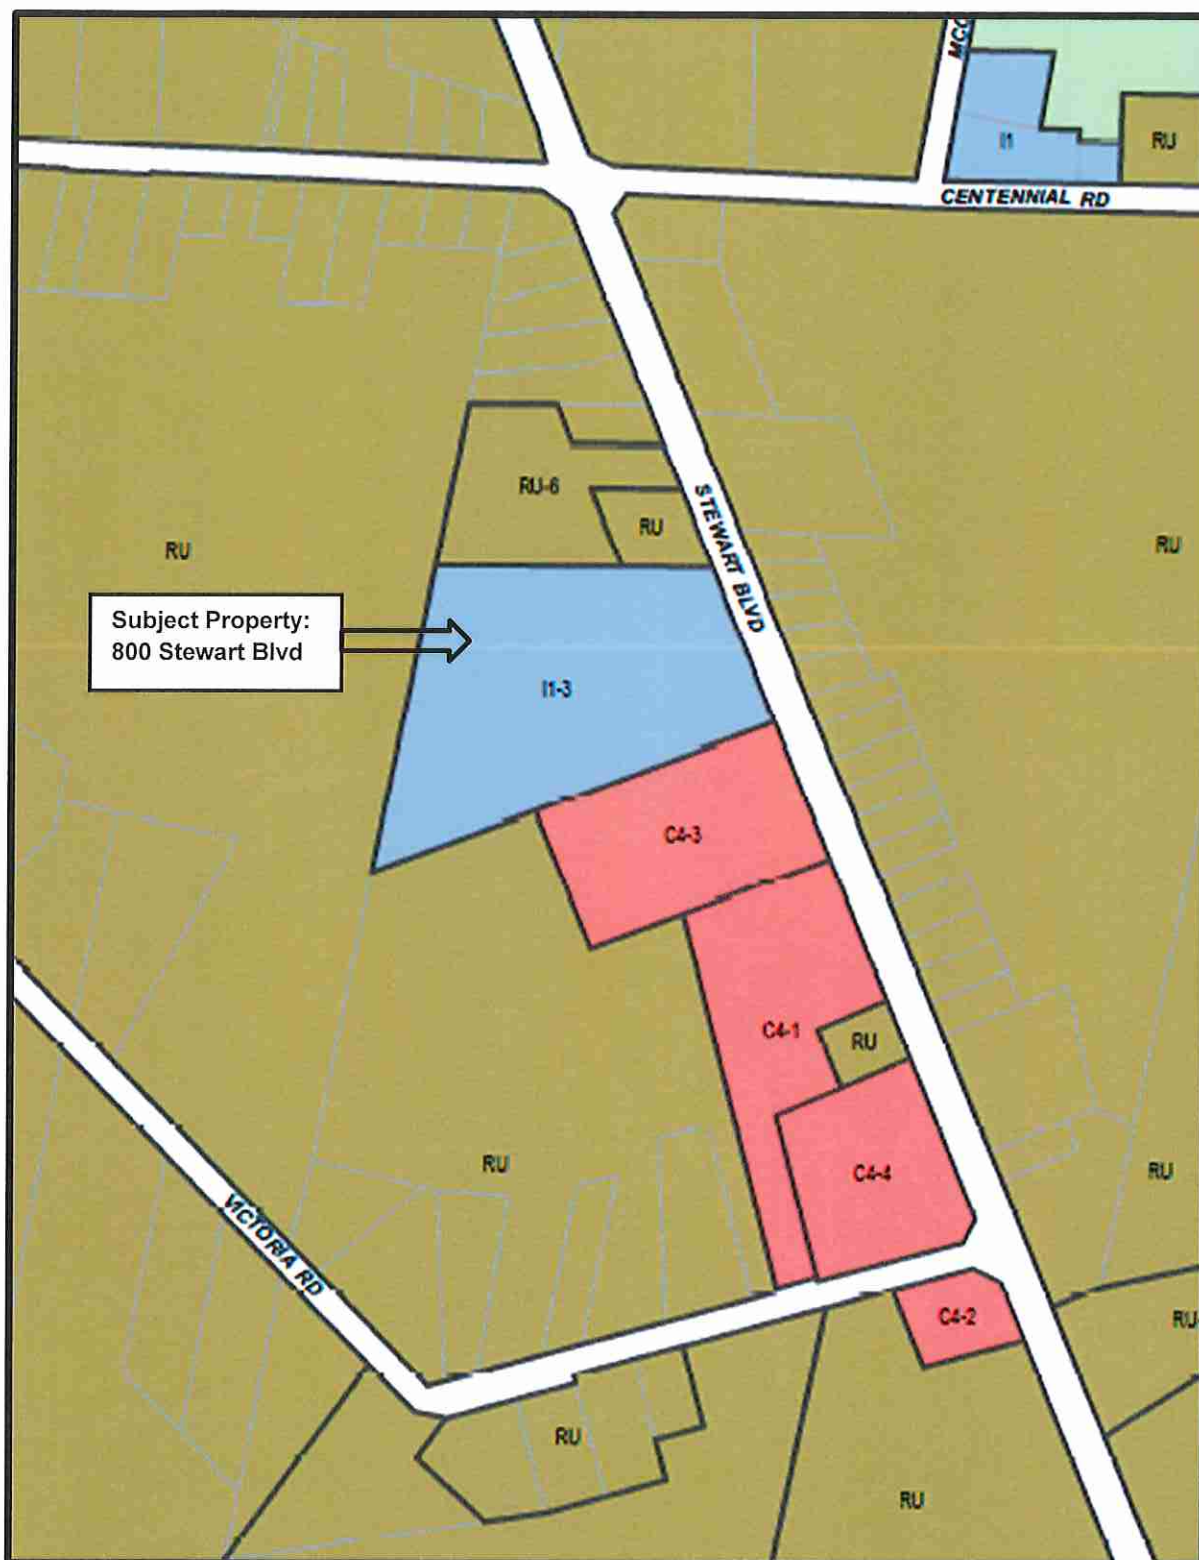 MCC
I1
RU
CENTENNIAL RD
RU-6
RU
STEWART BLVD
RU
RU
Subject Property:
800 Stewart Blvd
I1-3
C4-3
C4-1
RU
RU
C4-4
RU
VICTORIA RD
C4-2
RU-
RU
RU